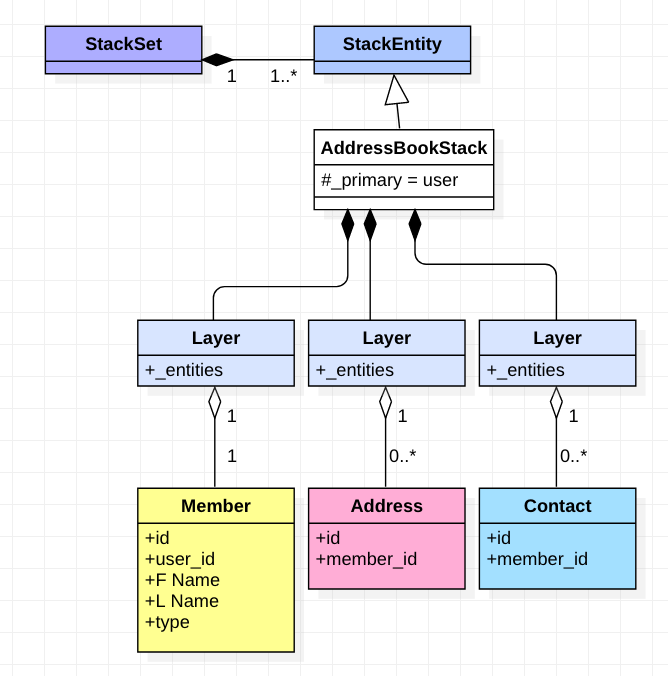 StackSet
StackEntity
1
1..*
AddressBookStack
#_primary = user
Layer
+_entities
Layer
+_entities
Layer
+_entities
1
1
1
1
0..*
0..*
Member
+id
+user_id
+F Name
+L Name
+type
Address
+id
+member_id
Contact
+id
+member_id